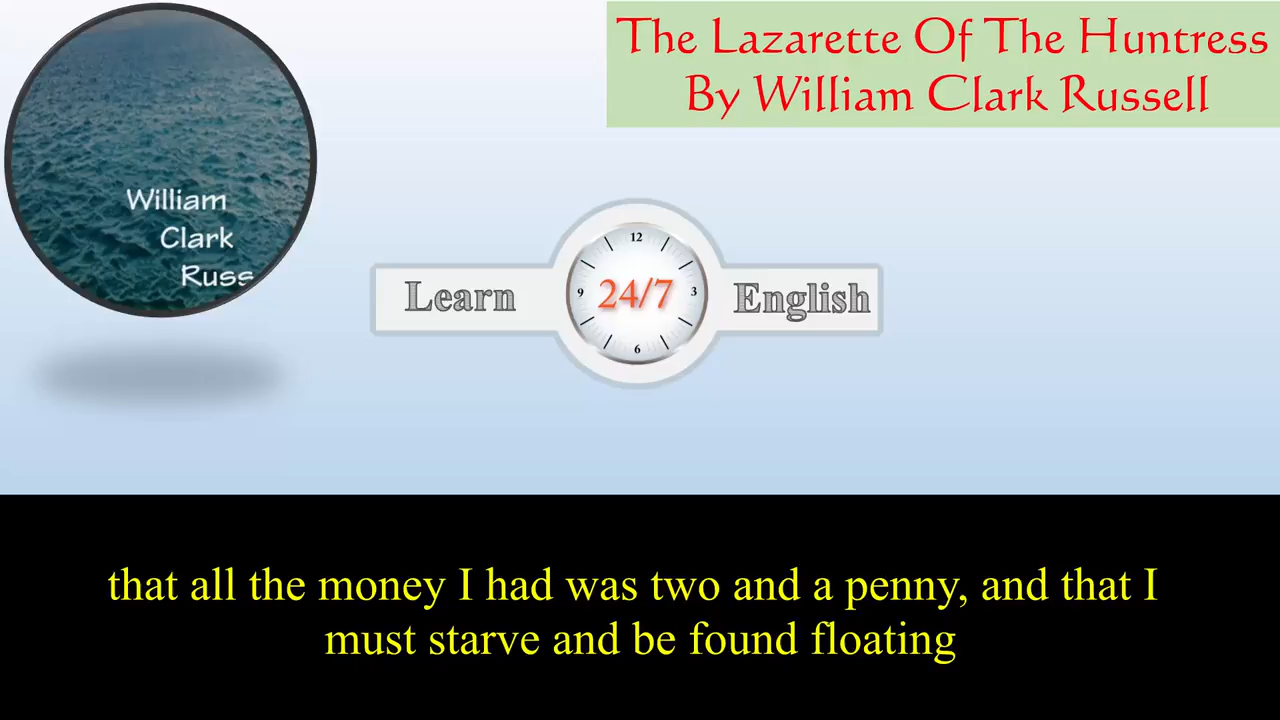 The Lazarette Of The Huntress
By William Clark Russell
William
Clark
Russ
12
9
3
6
Learn
24/7
English
that all the money I had was two and a penny, and that I
must starve and be found floating